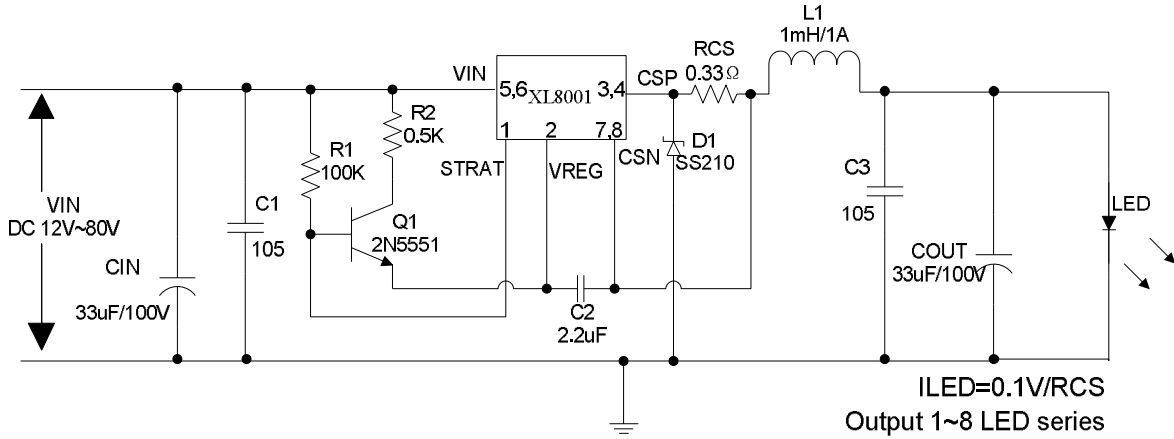 L1
1mH/1A
RCS
0.33Ω
VIN
5,6
XL8001
3,4
CSP
1
2
7,8
R2
0.5K
R1
100K
STRAT
VREG
CSN
D1
SS210
VIN
DC 12V~80V
C1
105
Q1
2N5551
C3
105
LED
CIN
33uF/100V
C2
2.2uF
COUT
33uF/100V
ILED=0.1V/RCS
Output 1~8 LED series